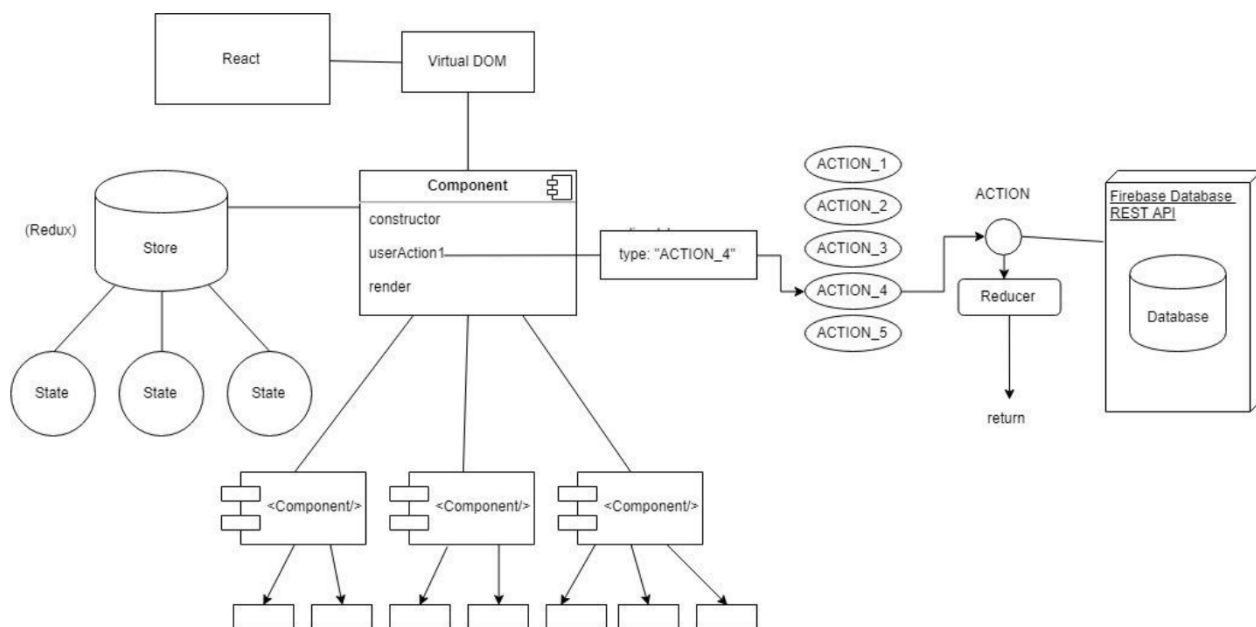 React
Virtual DOM
Component
constructor
userAction1
render
(Redux)
Store
State
State
State
type: "ACTION_4"
ACTION_1
ACTION_2
ACTION_3
ACTION_4
ACTION_5
ACTION
Reducer
return
Firebase Database
REST API
Database
<Component/>
<Component/>
<Component/>